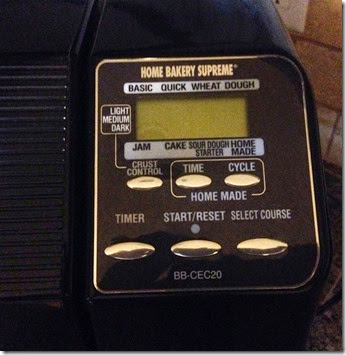 HOME BAKERY SUPREME®
BASIC QUICK WHEAT DOUGH
LIGHT
MEDIUM
DARK
JAM CAKE SOUR DOUGH STARTER HOME MADE
CRUST CONTROL TIME CYCLE
HOME MADE
TIMER START/RESET SELECT COURSE
BB-CEC20